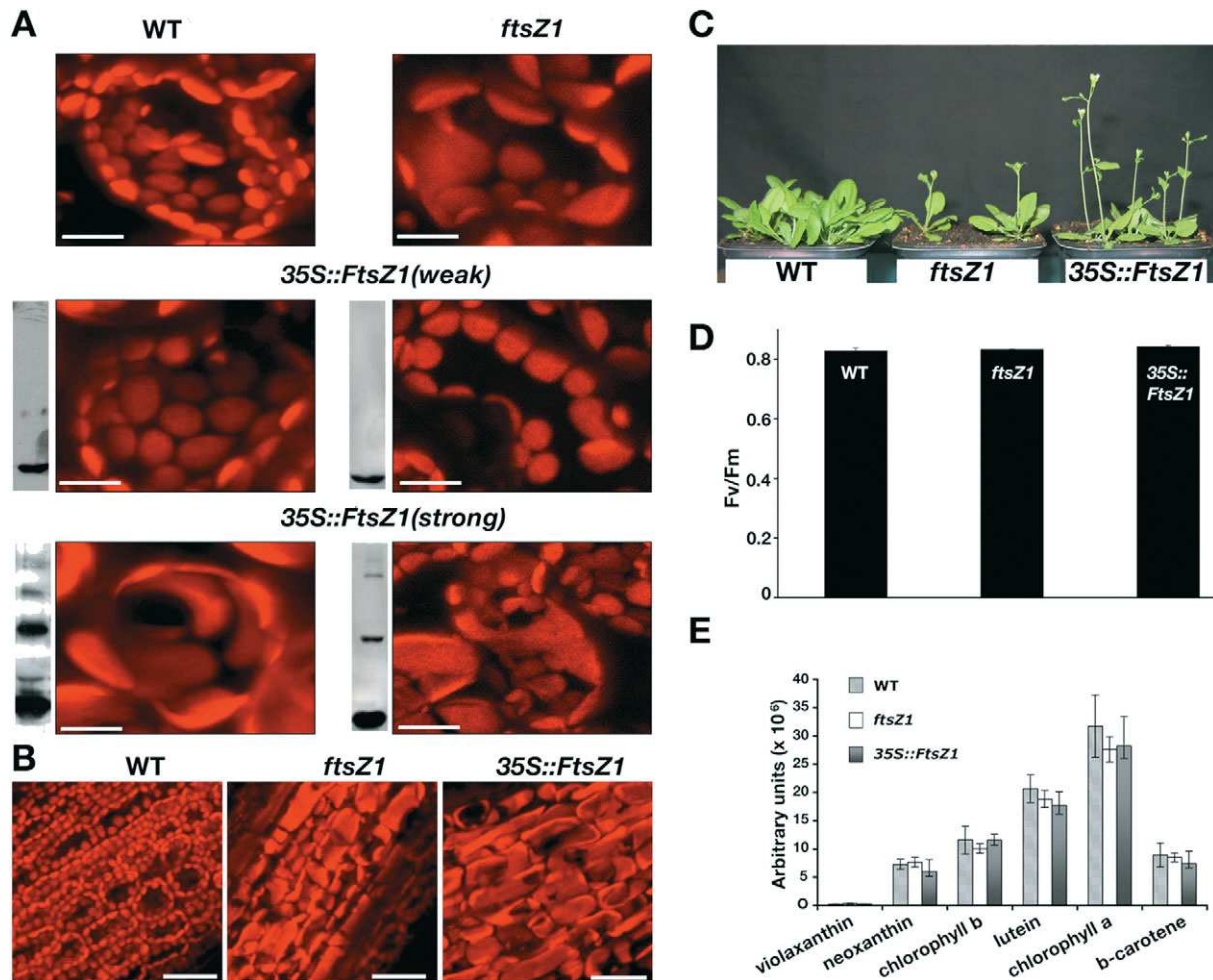 A
WT
ftsZ1
35S::FtsZ1(weak)
35S::FtsZ1(strong)
B
WT
ftsZ1
35S::FtsZ1
C
WT
ftsZ1
35S::FtsZ1
D
Fv/Fm
0.8
0.6
0.4
0.2
0
WT
ftsZ1
35S::
FtsZ1
E
Arbitrary units (x 10⁶)
40
35
30
25
20
15
10
5
0
WT
ftsZ1
35S::FtsZ1
violaxanthin
neoxanthin
chlorophyll b
lutein
chlorophyll a
b-carotene